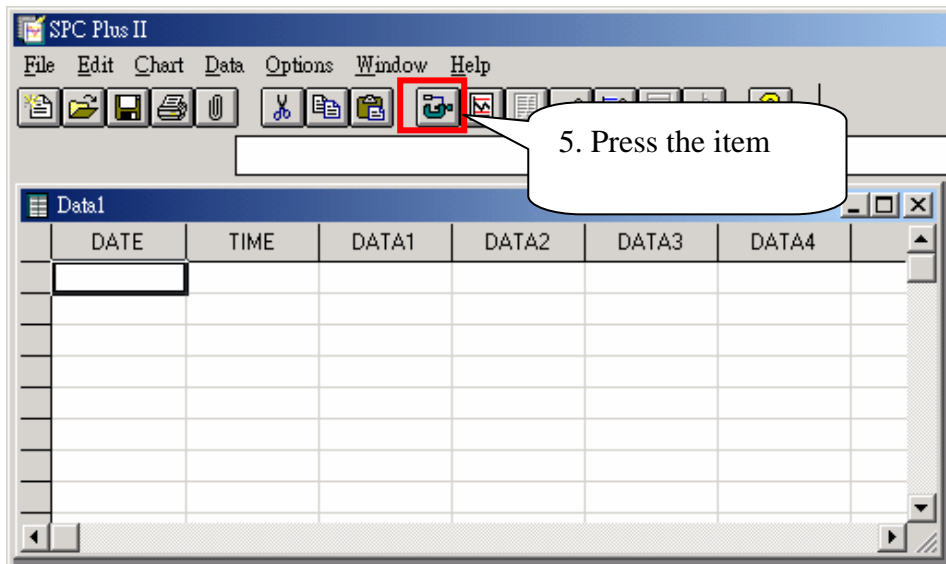 SPC Plus II
File Edit Chart Data Options Window Help
5. Press the item
Data1
DATE TIME DATA1 DATA2 DATA3 DATA4